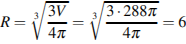 R = ∛(3V/4π) = ∛(3·288π/4π) = 6